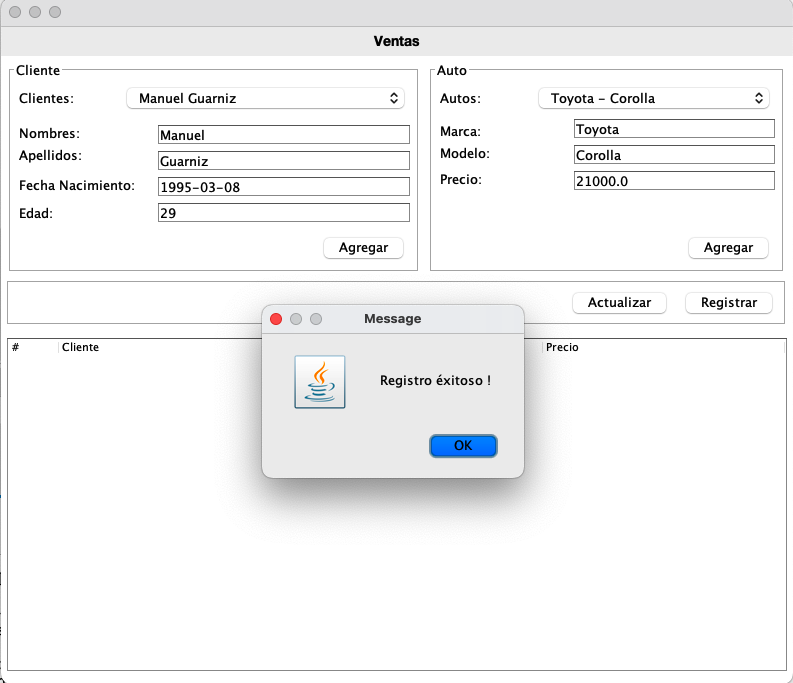 Ventas
Cliente
Clientes: Manuel Guarniz
Nombres: Manuel
Apellidos: Guarniz
Fecha Nacimiento: 1995-03-08
Edad: 29
Agregar
Auto
Autos: Toyota - Corolla
Marca: Toyota
Modelo: Corolla
Precio: 21000.0
Agregar
Actualizar Registrar
# Cliente Precio
Message
Registro éxitoso !
OK